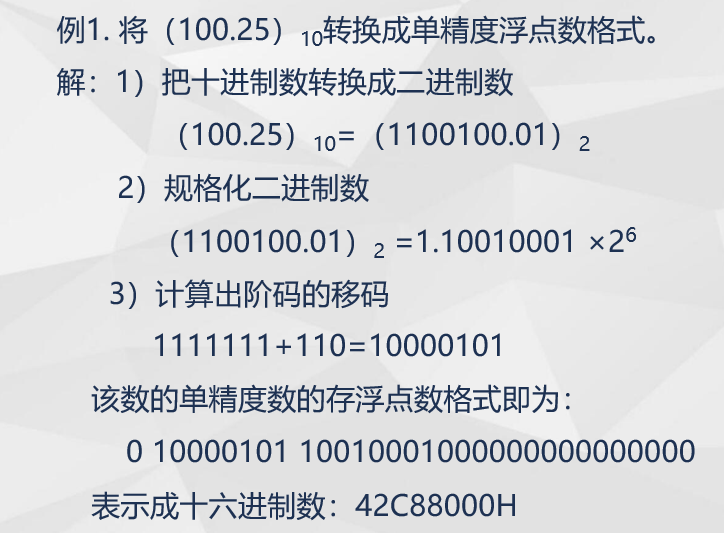 例1. 将（100.25）10转换成单精度浮点数格式。
解：1）把十进制数转换成二进制数
（100.25）10=（1100100.01）2
2）规格化二进制数
（1100100.01）2 =1.10010001 ×2^6
3）计算出阶码的移码
1111111+110=10000101
该数的单精度数的存浮点数格式即为：
0 10000101 10010001000000000000000
表示成十六进制数：42C88000H